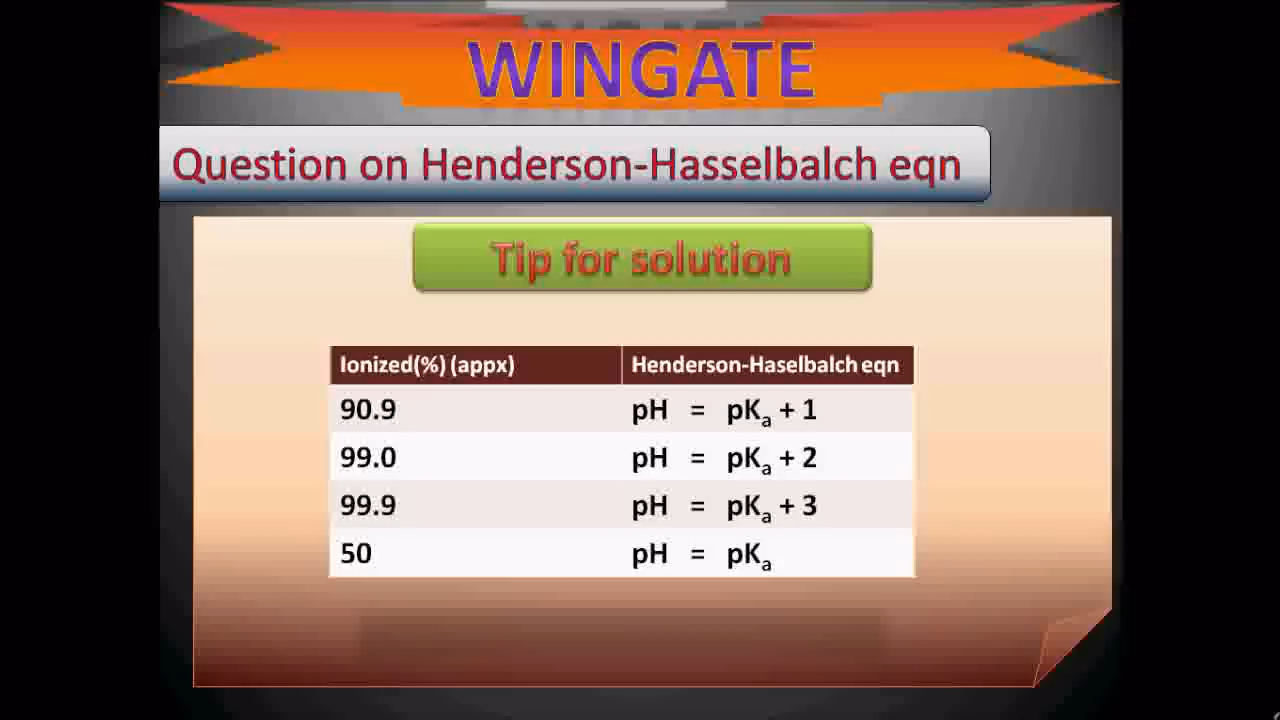 WINGATE
Question on Henderson-Hasselbalch eqn
Tip for solution
Ionized(%) (appx) Henderson-Haselbalch eqn
90.9 pH = pKa + 1
99.0 pH = pKa + 2
99.9 pH = pKa + 3
50 pH = pKa